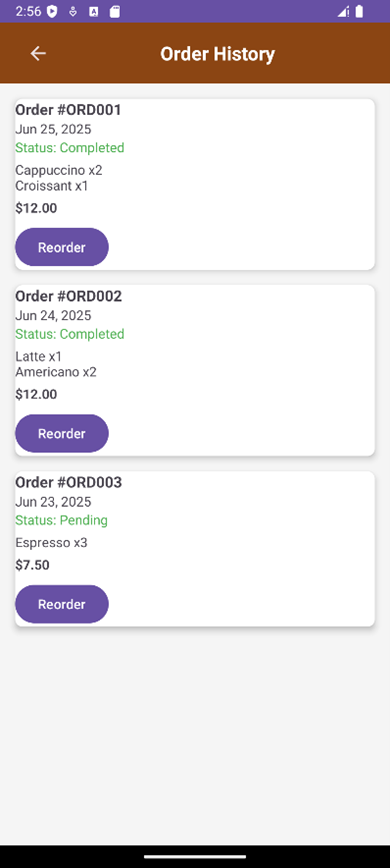 2:56
Order History
Order #ORD001
Jun 25, 2025
Status: Completed
Cappuccino x2
Croissant x1
$12.00
Reorder
Order #ORD002
Jun 24, 2025
Status: Completed
Latte x1
Americano x2
$12.00
Reorder
Order #ORD003
Jun 23, 2025
Status: Pending
Espresso x3
$7.50
Reorder